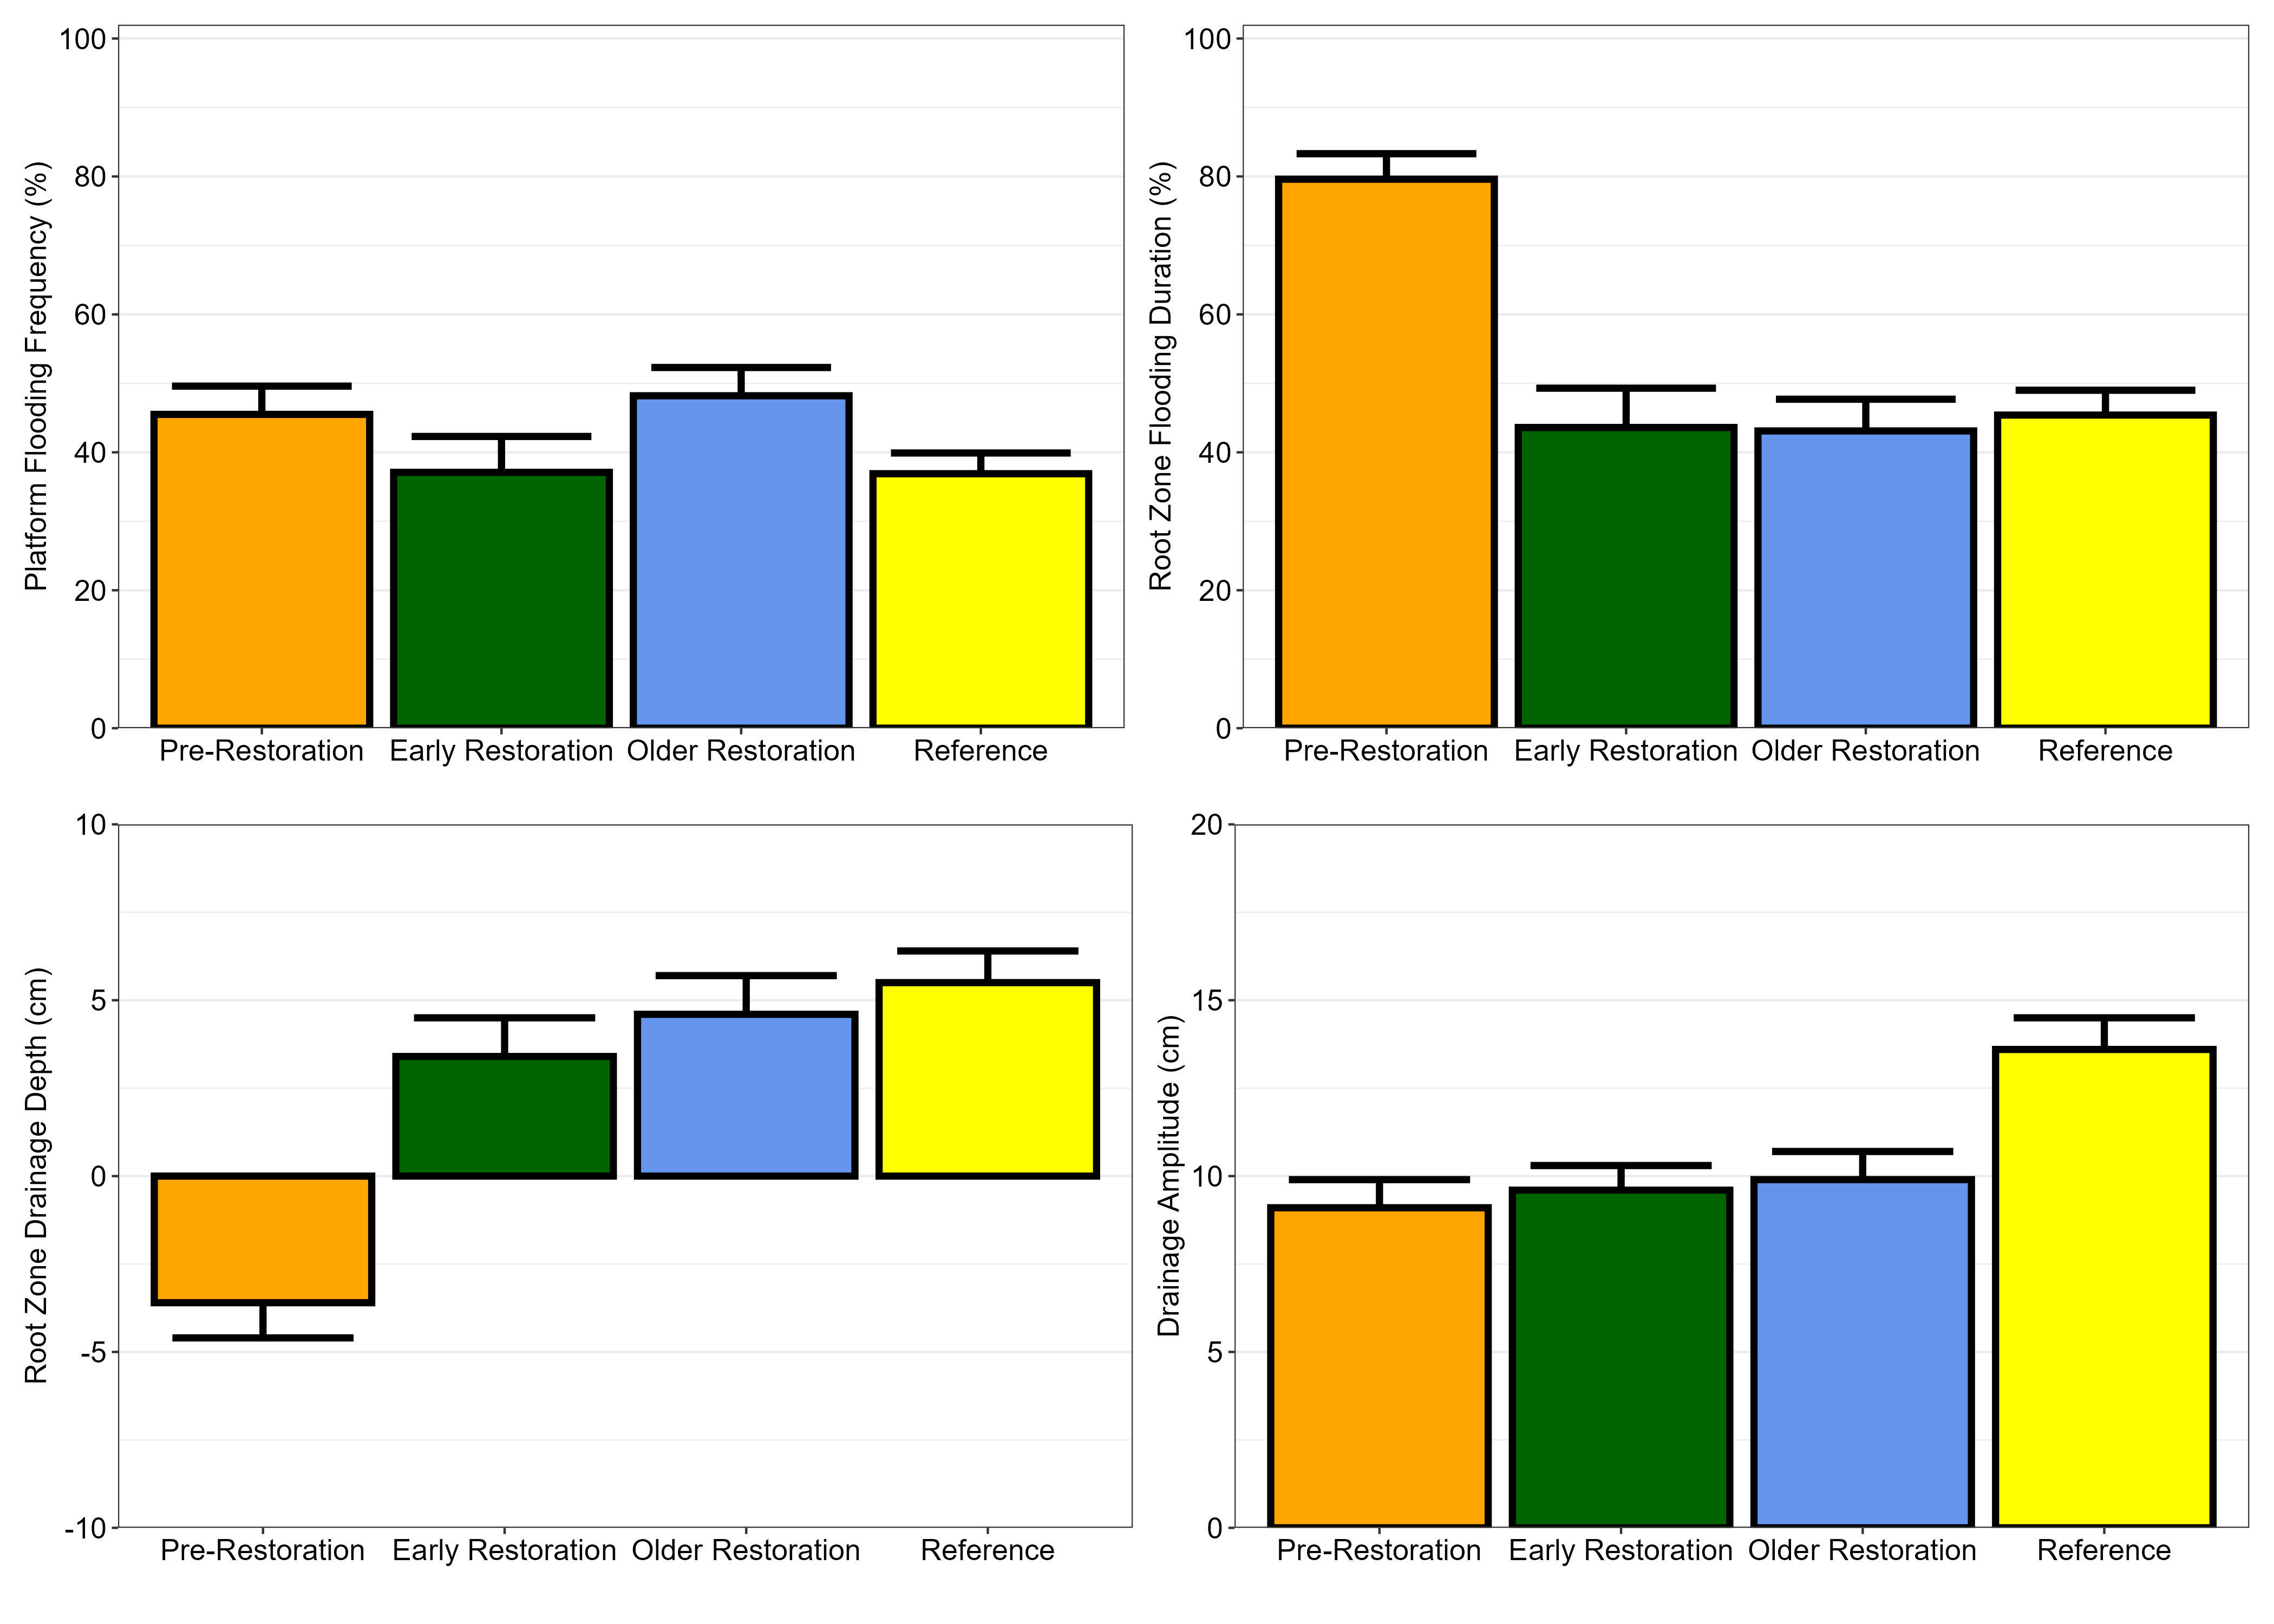 Platform Flooding Frequency (%)
100
80
60
40
20
0
Pre-Restoration Early Restoration Older Restoration Reference
Root Zone Flooding Duration (%)
100
80
60
40
20
0
Pre-Restoration Early Restoration Older Restoration Reference
Root Zone Drainage Depth (cm)
10
5
0
-5
-10
Pre-Restoration Early Restoration Older Restoration Reference
Drainage Amplitude (cm)
20
15
10
5
0
Pre-Restoration Early Restoration Older Restoration Reference